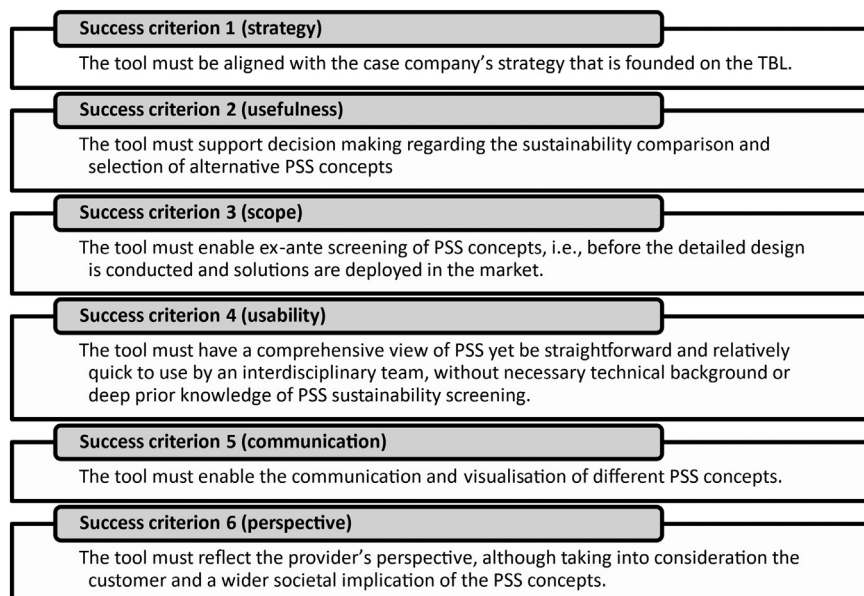 Success criterion 1 (strategy)
The tool must be aligned with the case company's strategy that is founded on the TBL.
Success criterion 2 (usefulness)
The tool must support decision making regarding the sustainability comparison and
selection of alternative PSS concepts
Success criterion 3 (scope)
The tool must enable ex-ante screening of PSS concepts, i.e., before the detailed design
is conducted and solutions are deployed in the market.
Success criterion 4 (usability)
The tool must have a comprehensive view of PSS yet be straightforward and relatively
quick to use by an interdisciplinary team, without necessary technical background or
deep prior knowledge of PSS sustainability screening.
Success criterion 5 (communication)
The tool must enable the communication and visualisation of different PSS concepts.
Success criterion 6 (perspective)
The tool must reflect the provider's perspective, although taking into consideration the
customer and a wider societal implication of the PSS concepts.